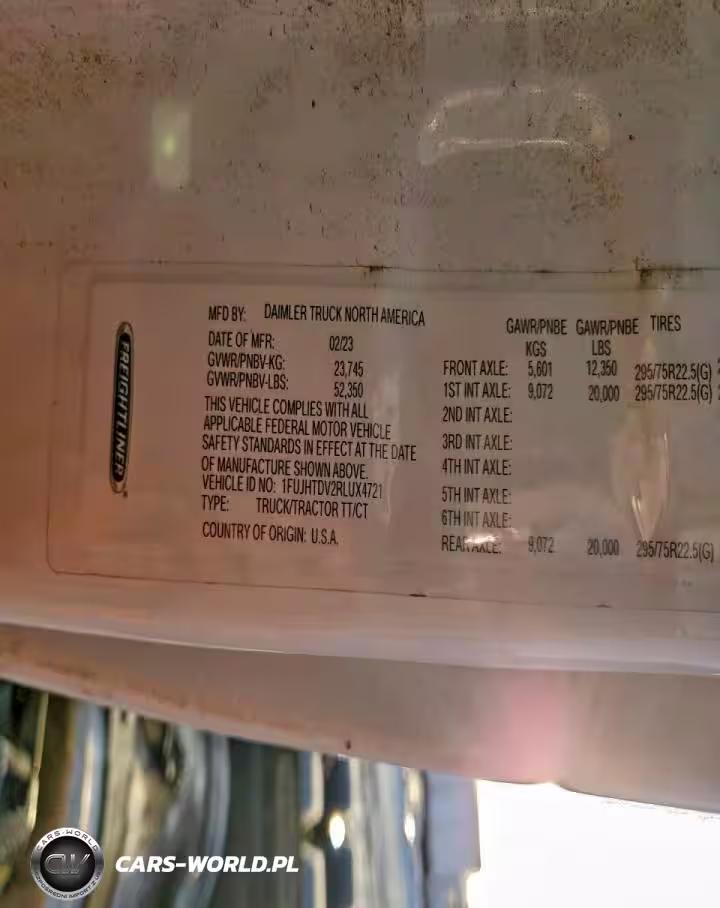 FREIGHTLINER
MFD BY: DAIMLER TRUCK NORTH AMERICA
DATE OF MFR: 02/23
GVWR/PNBV-KG: 23,745
GVWR/PNBV-LBS: 52,350
THIS VEHICLE COMPLIES WITH ALL
APPLICABLE FEDERAL MOTOR VEHICLE
SAFETY STANDARDS IN EFFECT AT THE DATE
OF MANUFACTURE SHOWN ABOVE.
VEHICLE ID NO: 1FUJHTDV2RLUX4721
TYPE: TRUCK/TRACTOR TT/CT
COUNTRY OF ORIGIN: U.S.A.
GAWR/PNBE GAWR/PNBE TIRES
KGS LBS
FRONT AXLE: 5,601 12,350 295/75R22.5(G)
1ST INT AXLE: 9,072 20,000 295/75R22.5(G)
2ND INT AXLE:
3RD INT AXLE:
4TH INT AXLE:
5TH INT AXLE:
6TH INT AXLE:
REAR AXLE: 9,072 20,000 295/75R22.5(G)
CARS-WORLD
CW
CARS-WORLD.PL